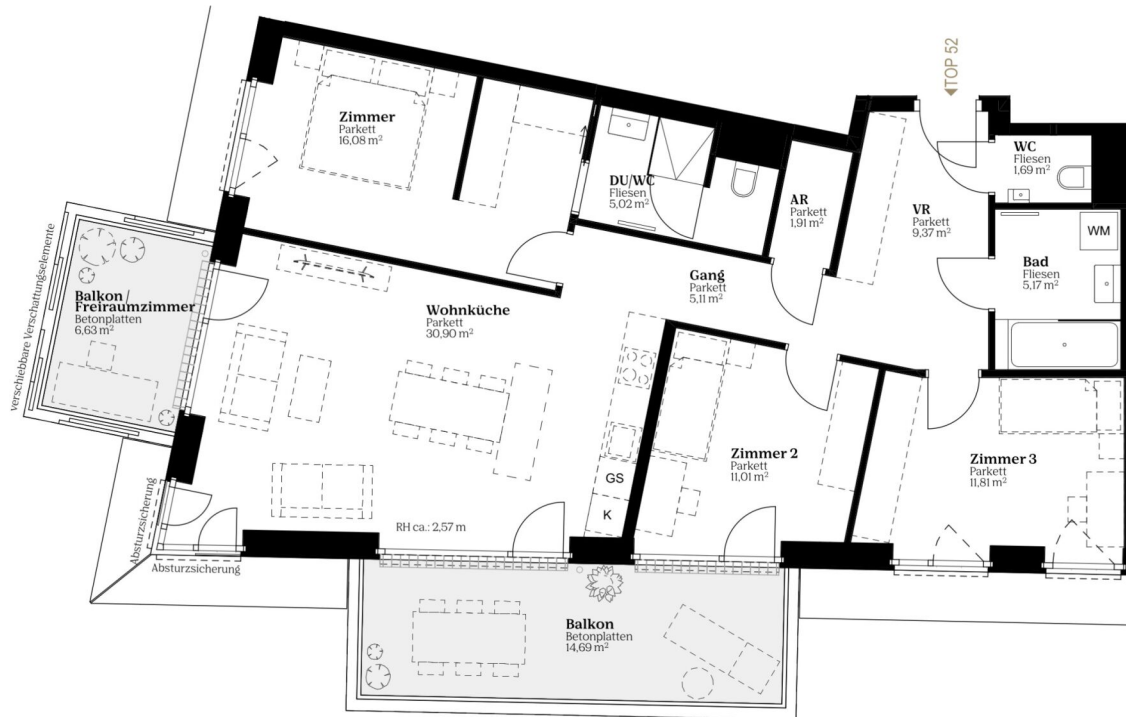 TOP 52
Zimmer
Parkett
16,08 m²
DU/WC
Fliesen
5,02 m²
AR
Parkett
1,91 m²
VR
Parkett
9,37 m²
WC
Fliesen
1,69 m²
WM
Bad
Fliesen
5,17 m²
Gang
Parkett
5,11 m²
verschiebbare Verschattungselemente
Balkon/
Freiraumzimmer
Betonplatten
6,63 m²
Wohnküche
Parkett
30,90 m²
Zimmer 2
Parkett
11,01 m²
Zimmer 3
Parkett
11,81 m²
GS
K
RH ca.: 2,57 m
Absturzsicherung
Absturzsicherung
Balkon
Betonplatten
14,69 m²